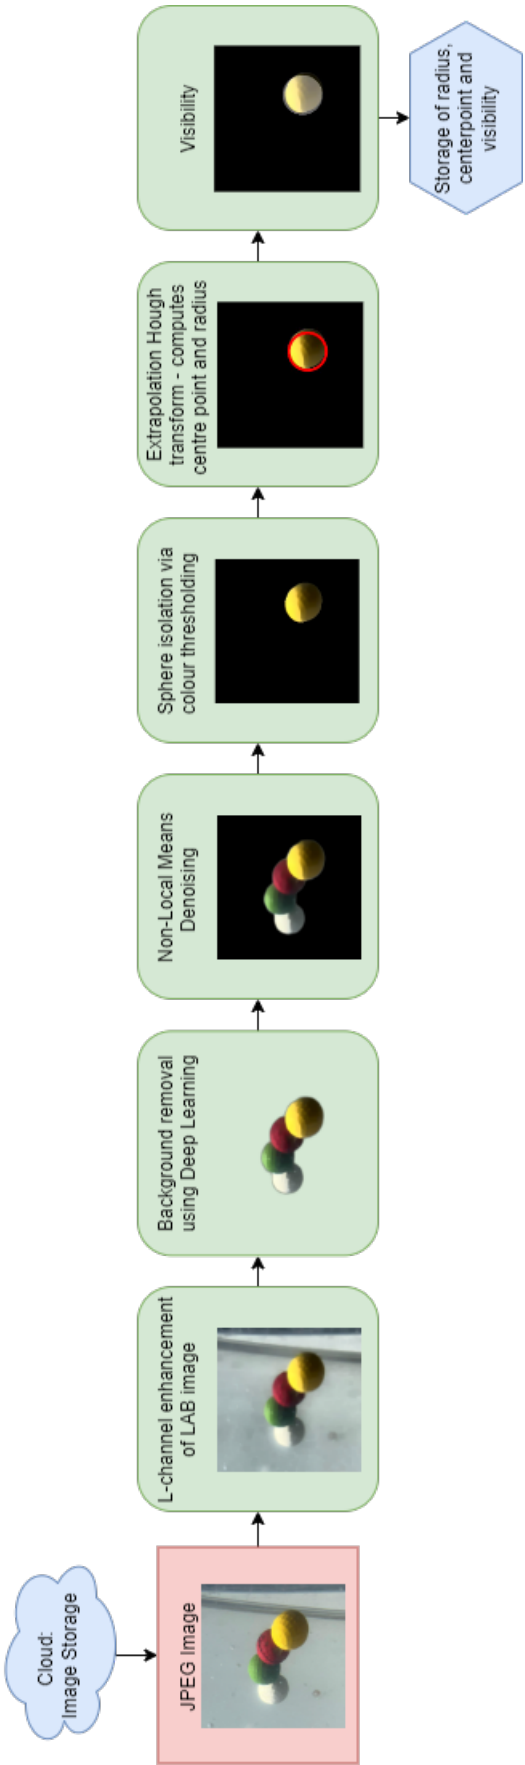 Cloud:
Image Storage
JPEG Image
L-channel enhancement
of LAB image
Background removal
using Deep Learning
Non-Local Means
Denoising
Sphere isolation via
colour thresholding
Extrapolation Hough
transform - computes
centre point and radius
Visibility
Storage of radius,
centerpoint and
visibility